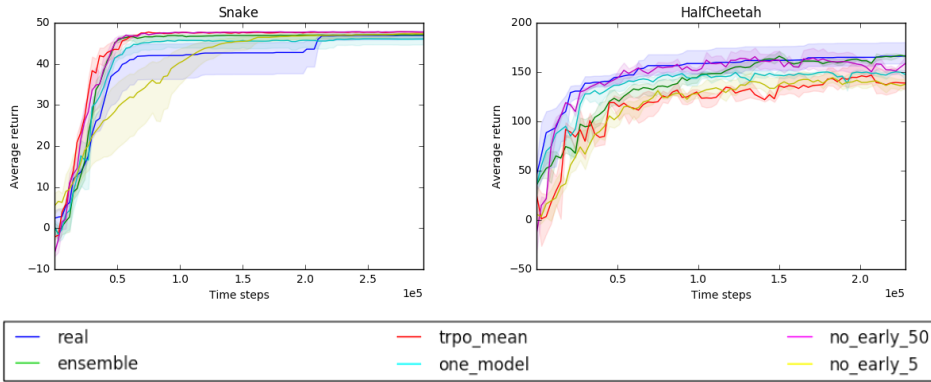 Snake
50
40
30
20
10
0
−10
Average return
0.5 1.0 1.5 2.0 2.5
Time steps 1e5
HalfCheetah
200
150
100
50
0
−50
Average return
0.5 1.0 1.5 2.0
Time steps 1e5
real trpo_mean no_early_50
ensemble one_model no_early_5